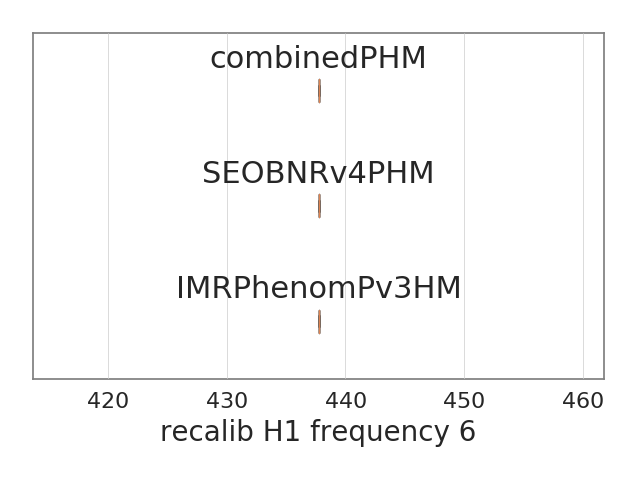 combinedPHM
SEOBNRv4PHM
IMRPhenomPv3HM
420 430 440 450 460
recalib H1 frequency 6